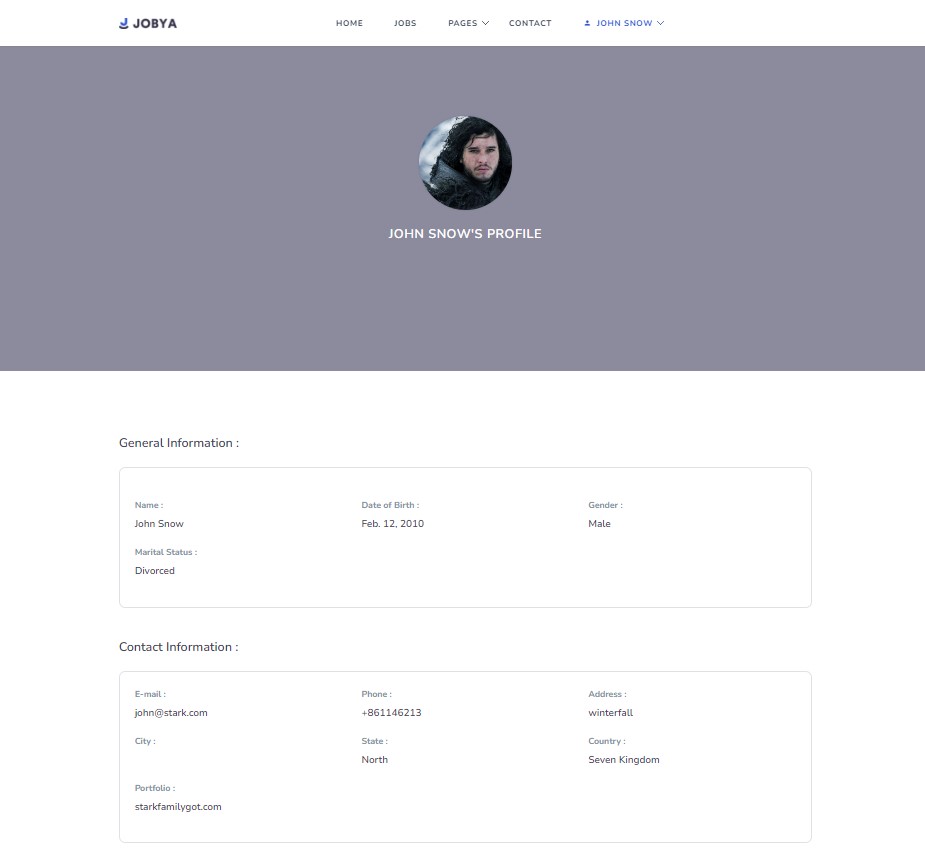 JOBYA HOME JOBS PAGES CONTACT JOHN SNOW
JOHN SNOW'S PROFILE
General Information :
Name : Date of Birth : Gender :
John Snow Feb. 12, 2010 Male
Marital Status :
Divorced
Contact Information :
E-mail : Phone : Address :
john@stark.com +861146213 winterfall
City : State : Country :
North Seven Kingdom
Portfolio :
starkfamilygot.com